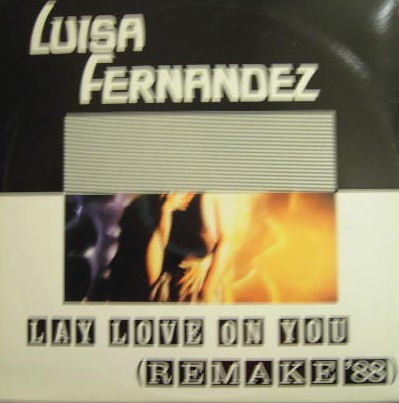 LUISA
FERNANDEZ
LAY LOVE ON YOU
(REMAKE '88)